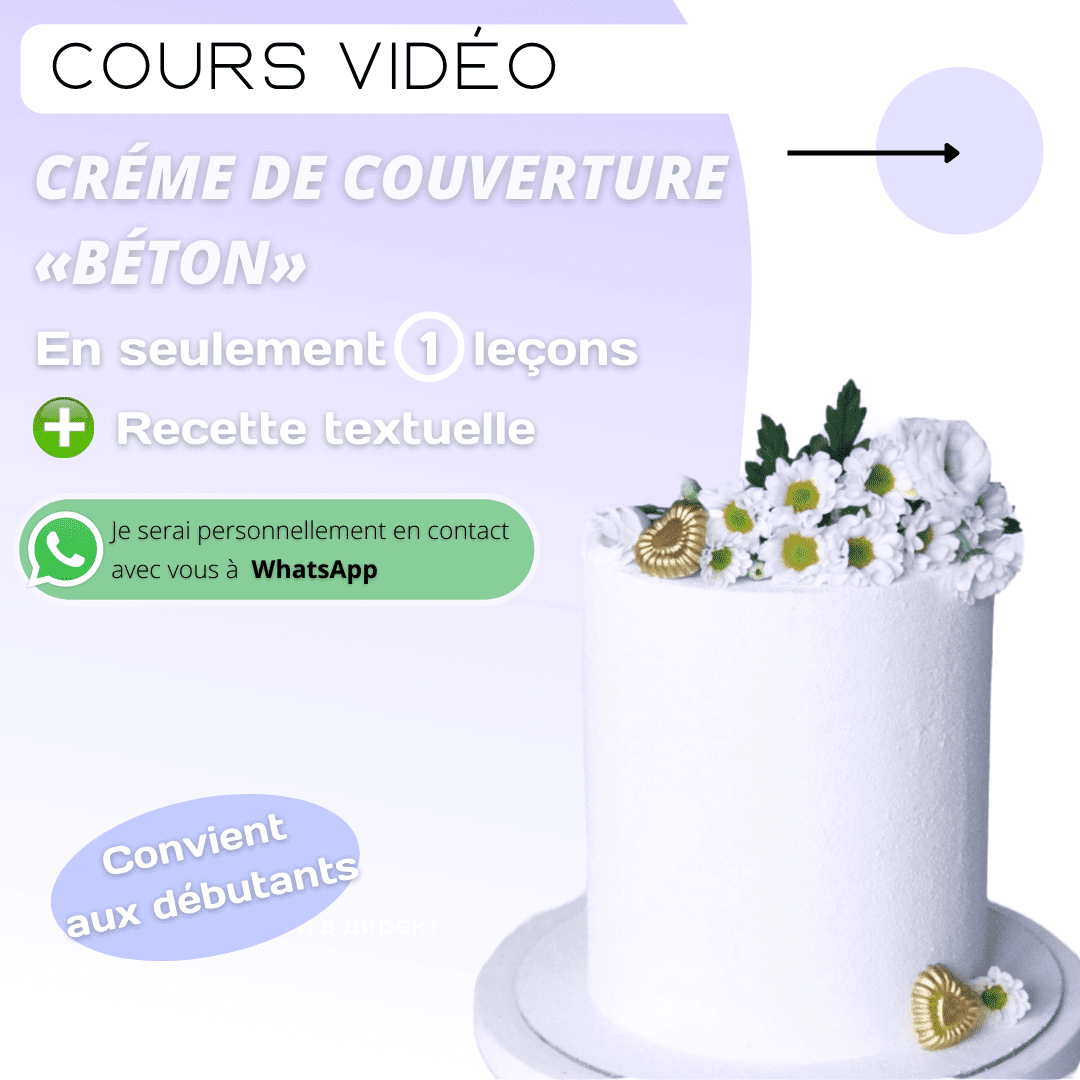 COURS VIDÉO
CRÉME DE COUVERTURE
«BÉTON»
En seulement 1 leçons
Recette textuelle
Je serai personnellement en contact
avec vous à WhatsApp
Convient
aux débutants
в директ